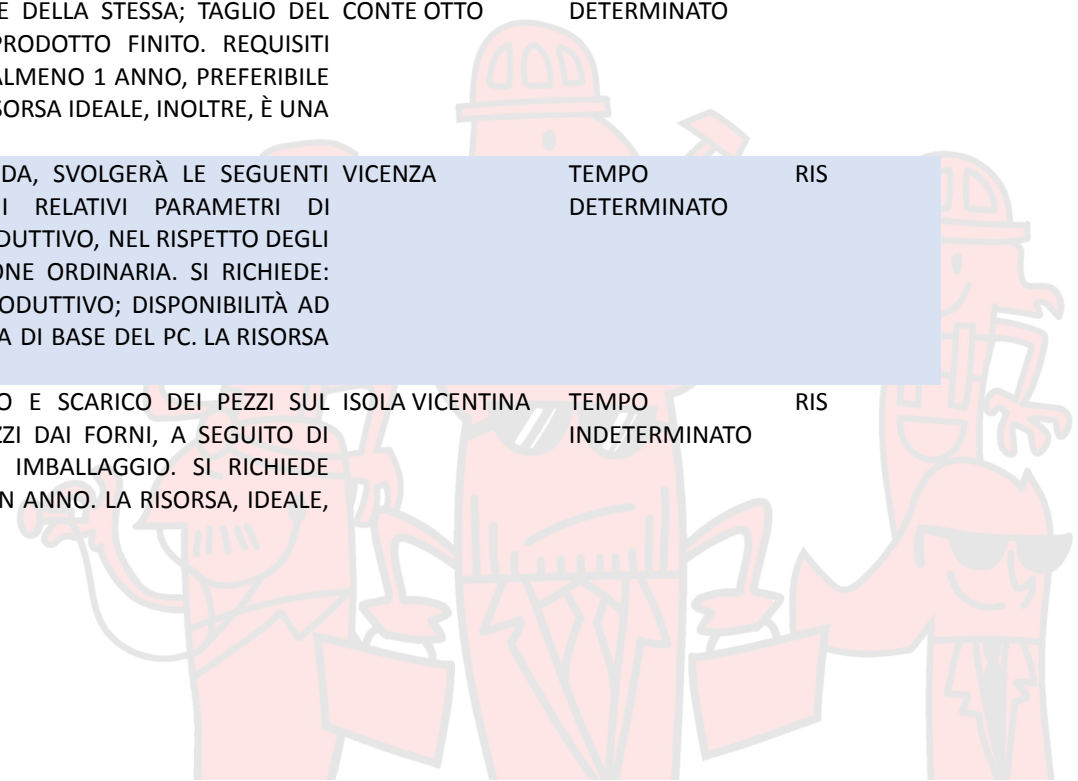 E DELLA STESSA; TAGLIO DEL CONTE OTTO DETERMINATO
PRODOTTO FINITO. REQUISITI
ALMENO 1 ANNO, PREFERIBILE
SORSA IDEALE, INOLTRE, È UNA
DA, SVOLGERÀ LE SEGUENTI VICENZA TEMPO RIS
I RELATIVI PARAMETRI DI DETERMINATO
DUTTIVO, NEL RISPETTO DEGLI
ONE ORDINARIA. SI RICHIEDE:
ODUTTIVO; DISPONIBILITÀ AD
A DI BASE DEL PC. LA RISORSA
O E SCARICO DEI PEZZI SUL ISOLA VICENTINA TEMPO RIS
ZZI DAI FORNI, A SEGUITO DI INDETERMINATO
IMBALLAGGIO. SI RICHIEDE
N ANNO. LA RISORSA, IDEALE,